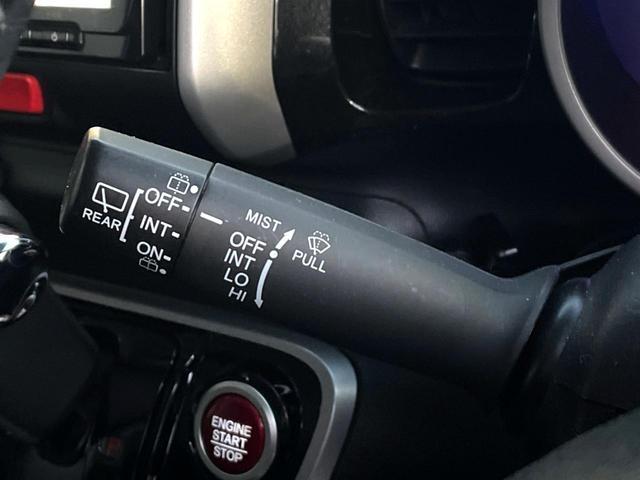 REAR
OFF
INT
ON
MIST
OFF
INT
LO
HI
PULL
ENGINE
START
STOP